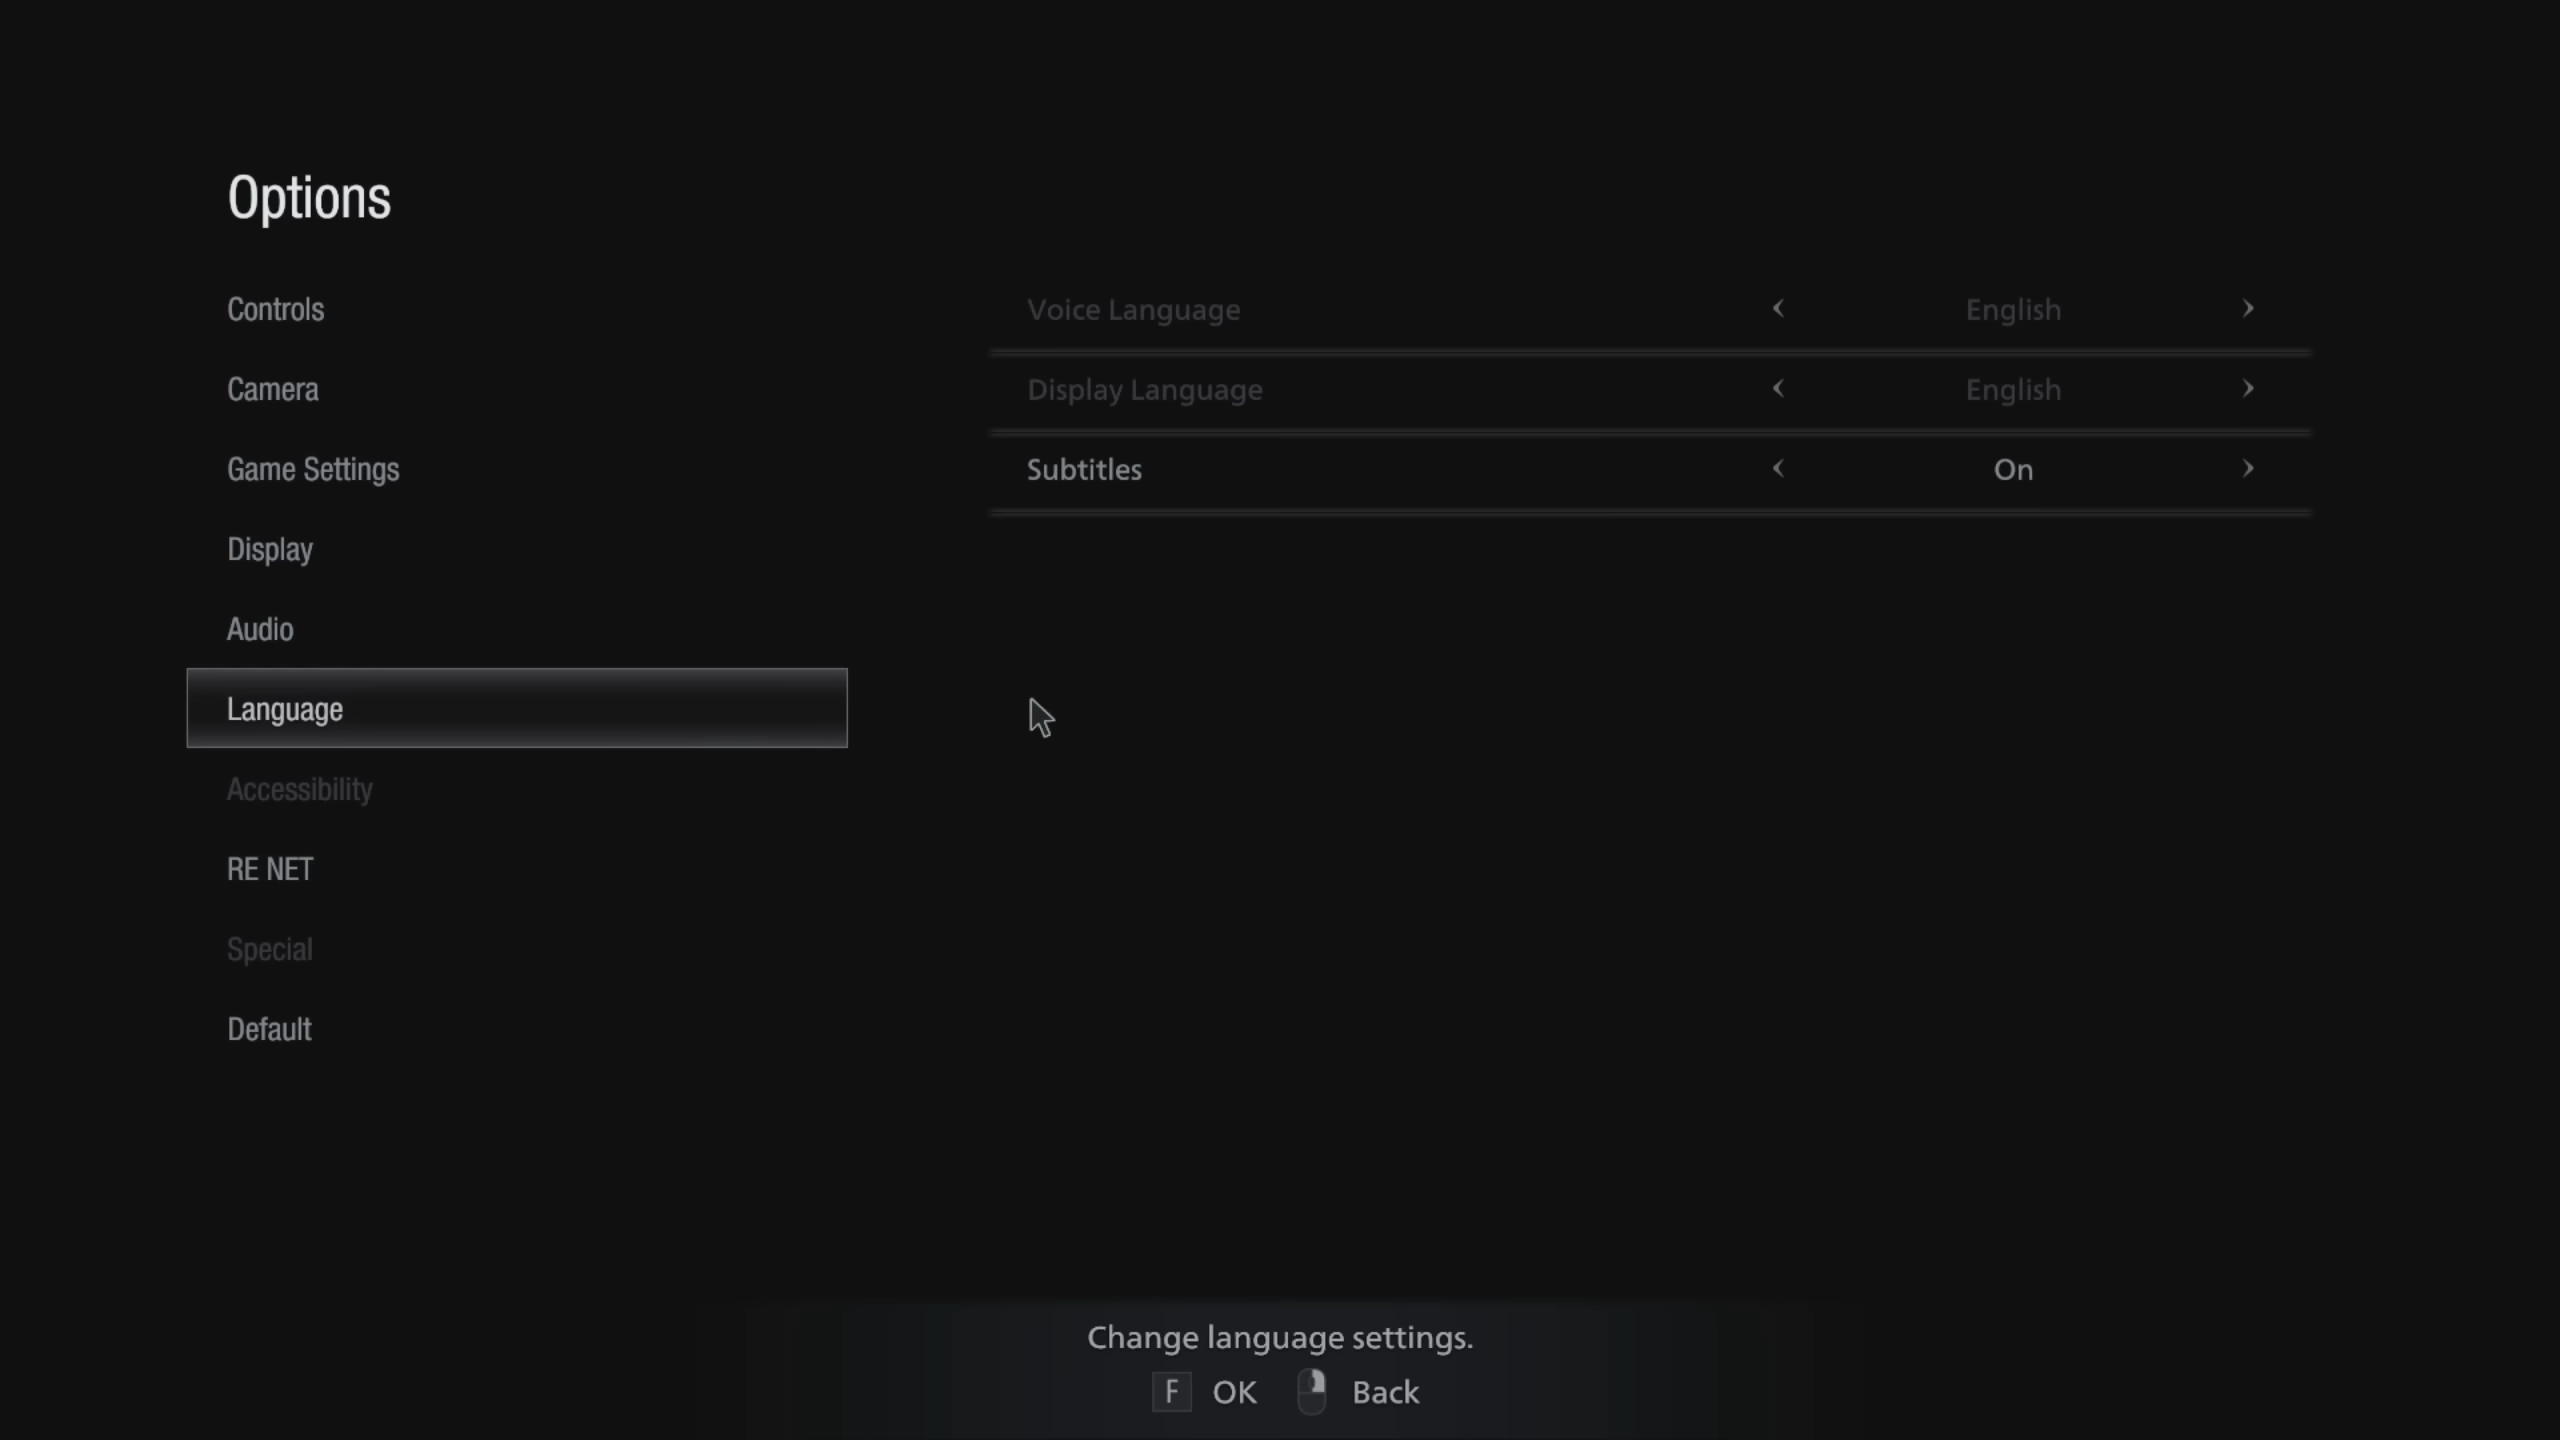 Options
Controls
Camera
Game Settings
Display
Audio
Language
Accessibility
RE NET
Special
Default
Voice Language English
Display Language English
Subtitles On
Change language settings.
F OK Back